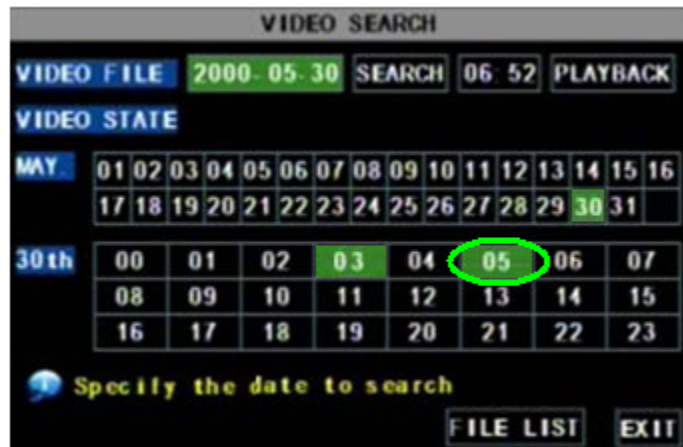 VIDEO SEARCH
VIDEO FILE 2000-05-30 SEARCH 06:52 PLAYBACK
VIDEO STATE
MAY. 01 02 03 04 05 06 07 08 09 10 11 12 13 14 15 16
17 18 19 20 21 22 23 24 25 26 27 28 29 30 31
30th 00 01 02 03 04 05 06 07
08 09 10 11 12 13 14 15
16 17 18 19 20 21 22 23
Specify the date to search
FILE LIST EXIT